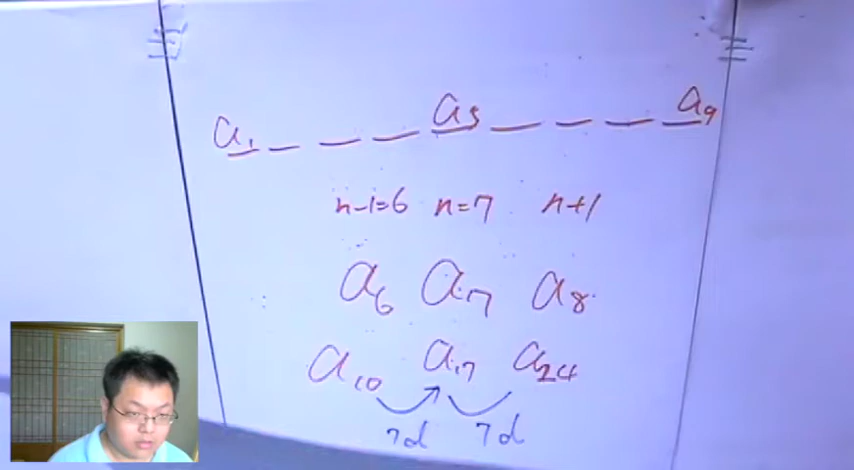 a₁ _ _ _ a₅ _ _ _ a₉
n-1=6 n=7 n+1
a₆ a₇ a₈
a₁₀ a₁₇ a₂₄
7d 7d